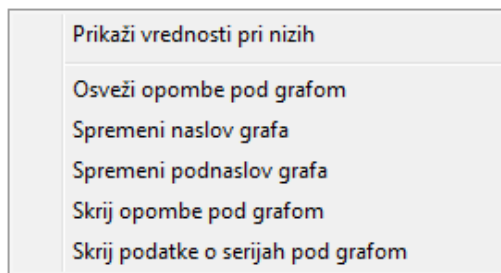 Prikaži vrednosti pri nizih
Osveži opombe pod grafom
Spremeni naslov grafa
Spremeni podnaslov grafa
Skrij opombe pod grafom
Skrij podatke o serijah pod grafom